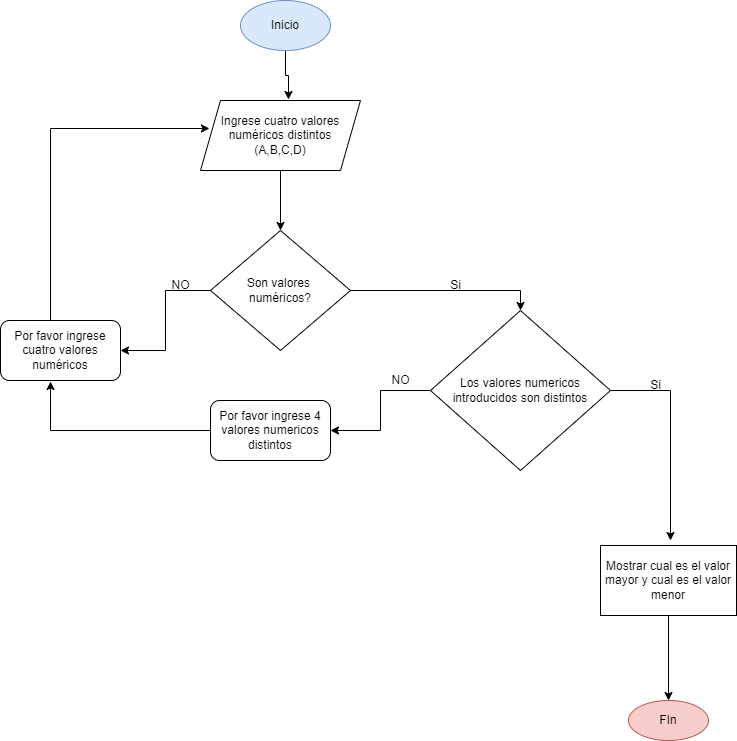 Inicio
Ingrese cuatro valores
numéricos distintos
(A,B,C,D)
Son valores
numéricos?
NO
Si
Por favor ingrese
cuatro valores
numéricos
Los valores numericos
introducidos son distintos
NO
Si
Por favor ingrese 4
valores numericos
distintos
Mostrar cual es el valor
mayor y cual es el valor
menor
FIn